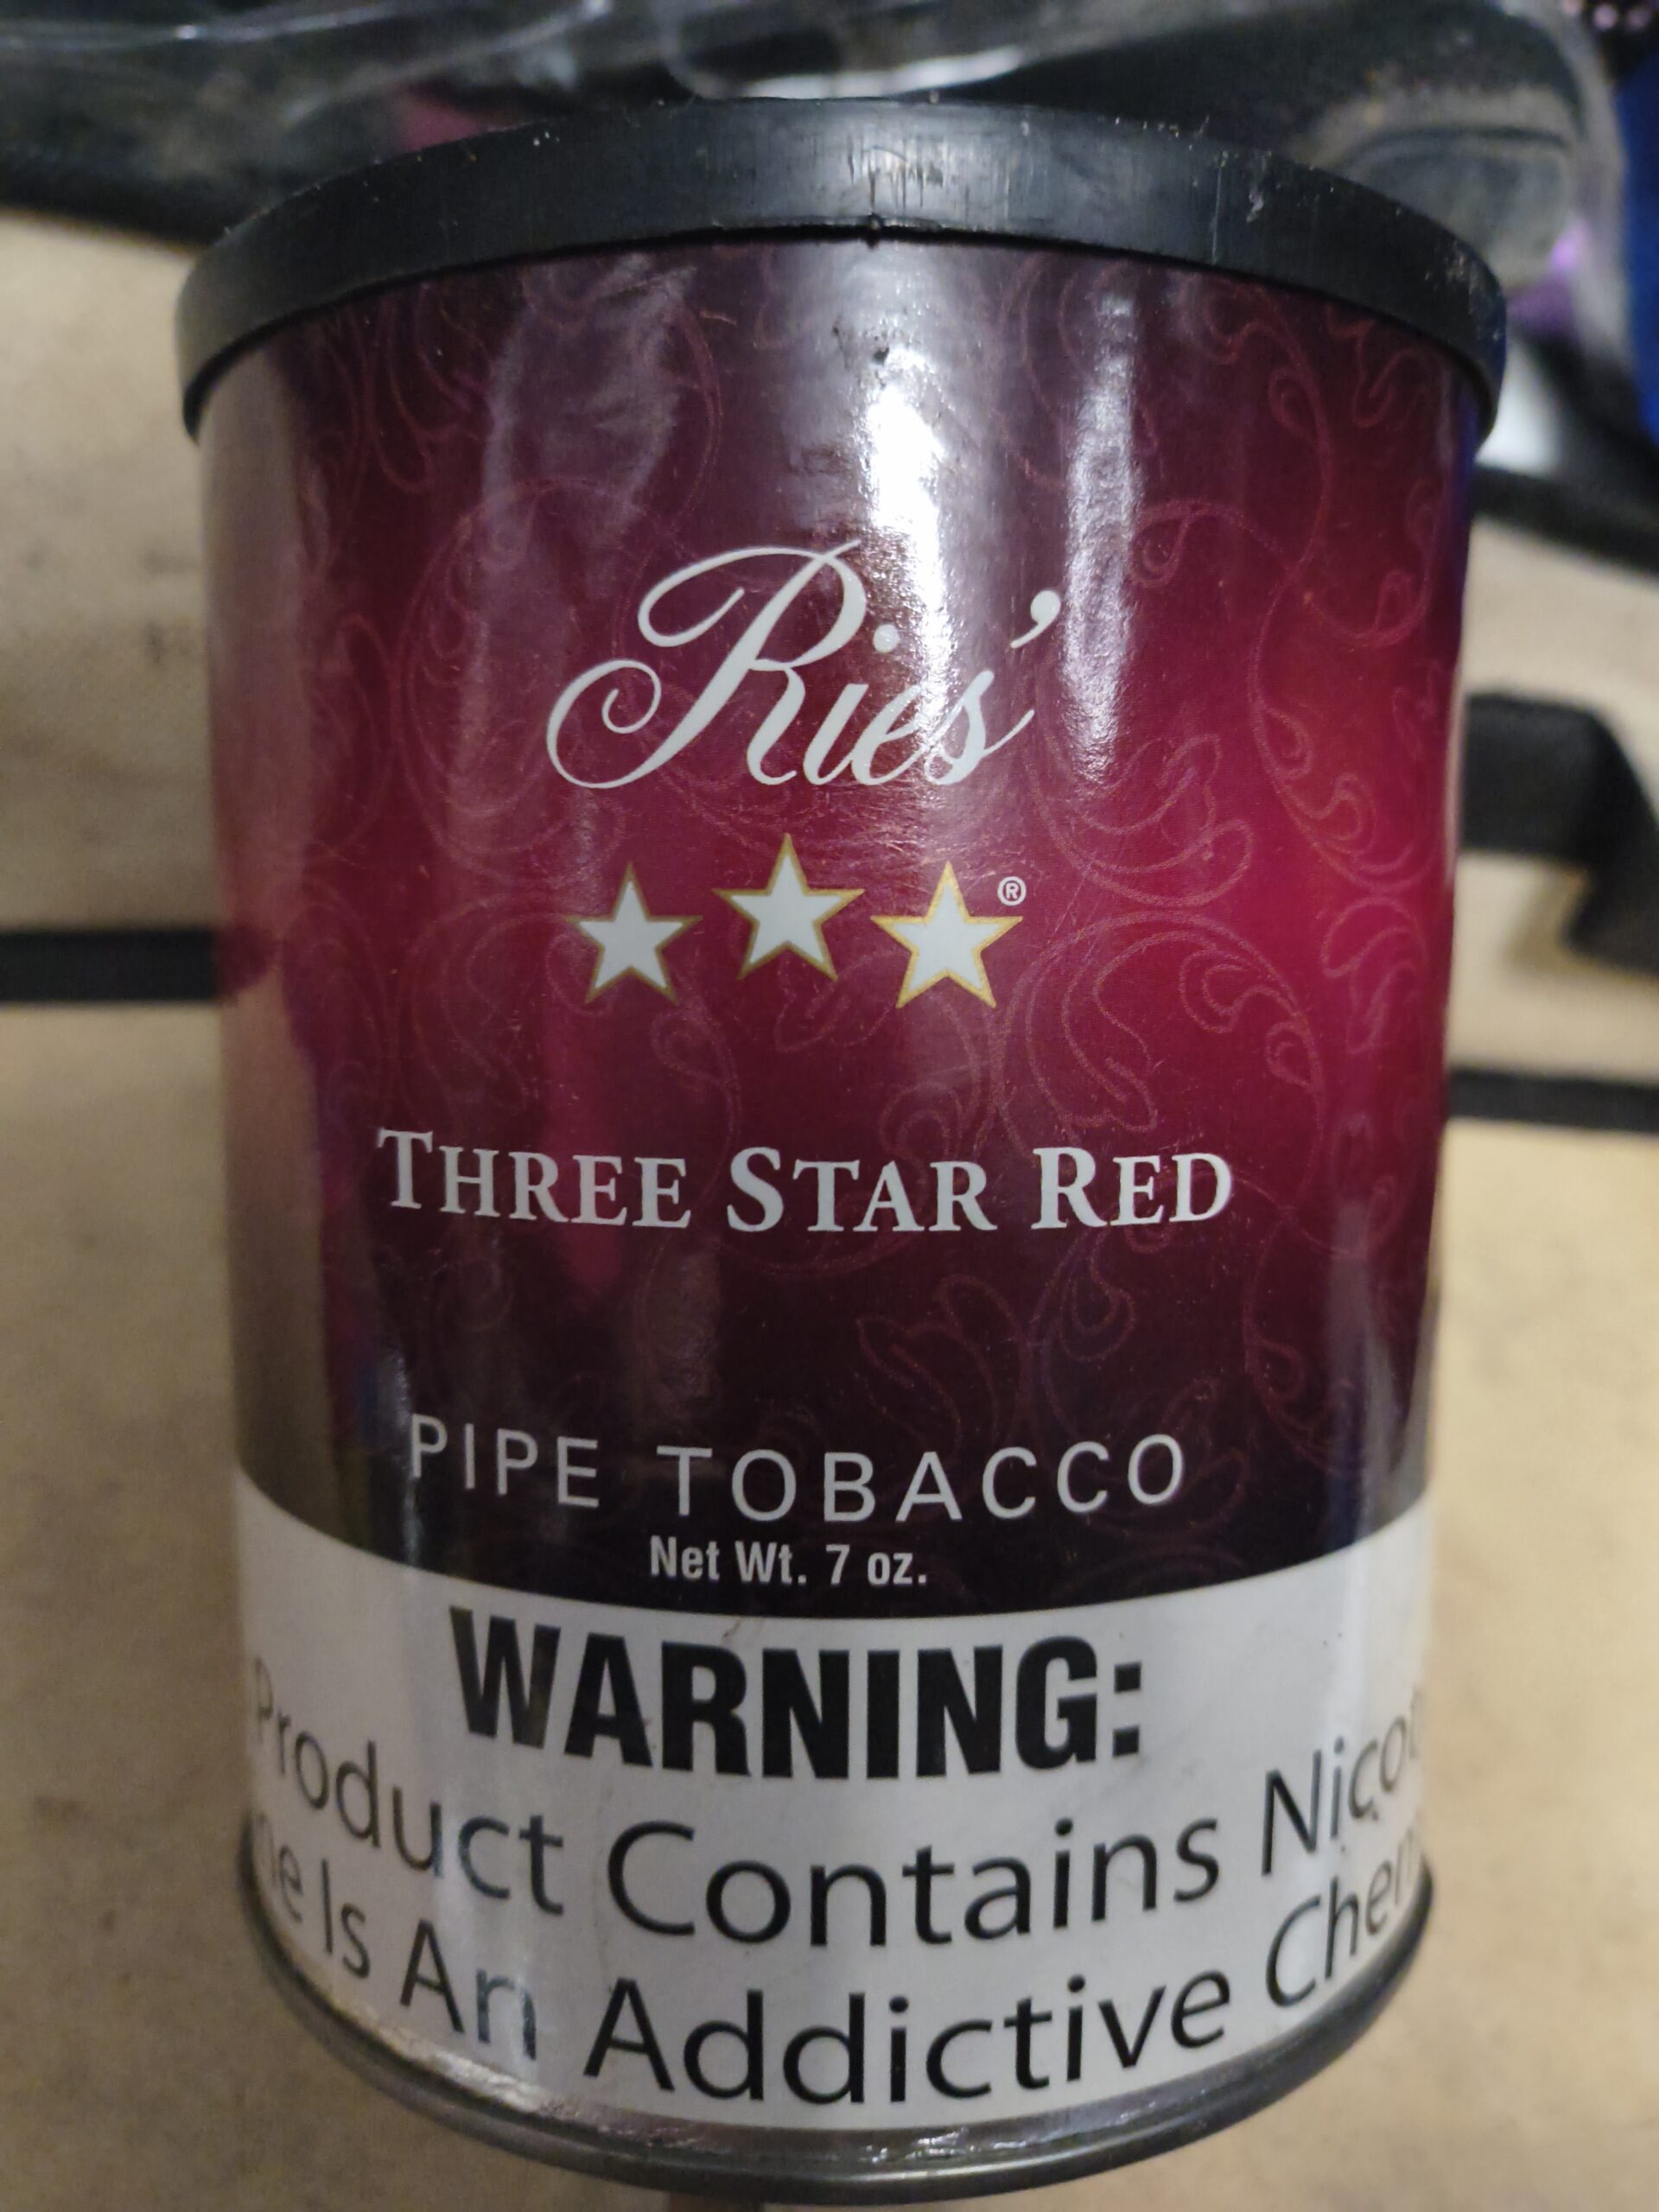 Ries'
®
THREE STAR RED
PIPE TOBACCO
Net Wt. 7 oz.
WARNING:
Product Contains
Is An Addictive